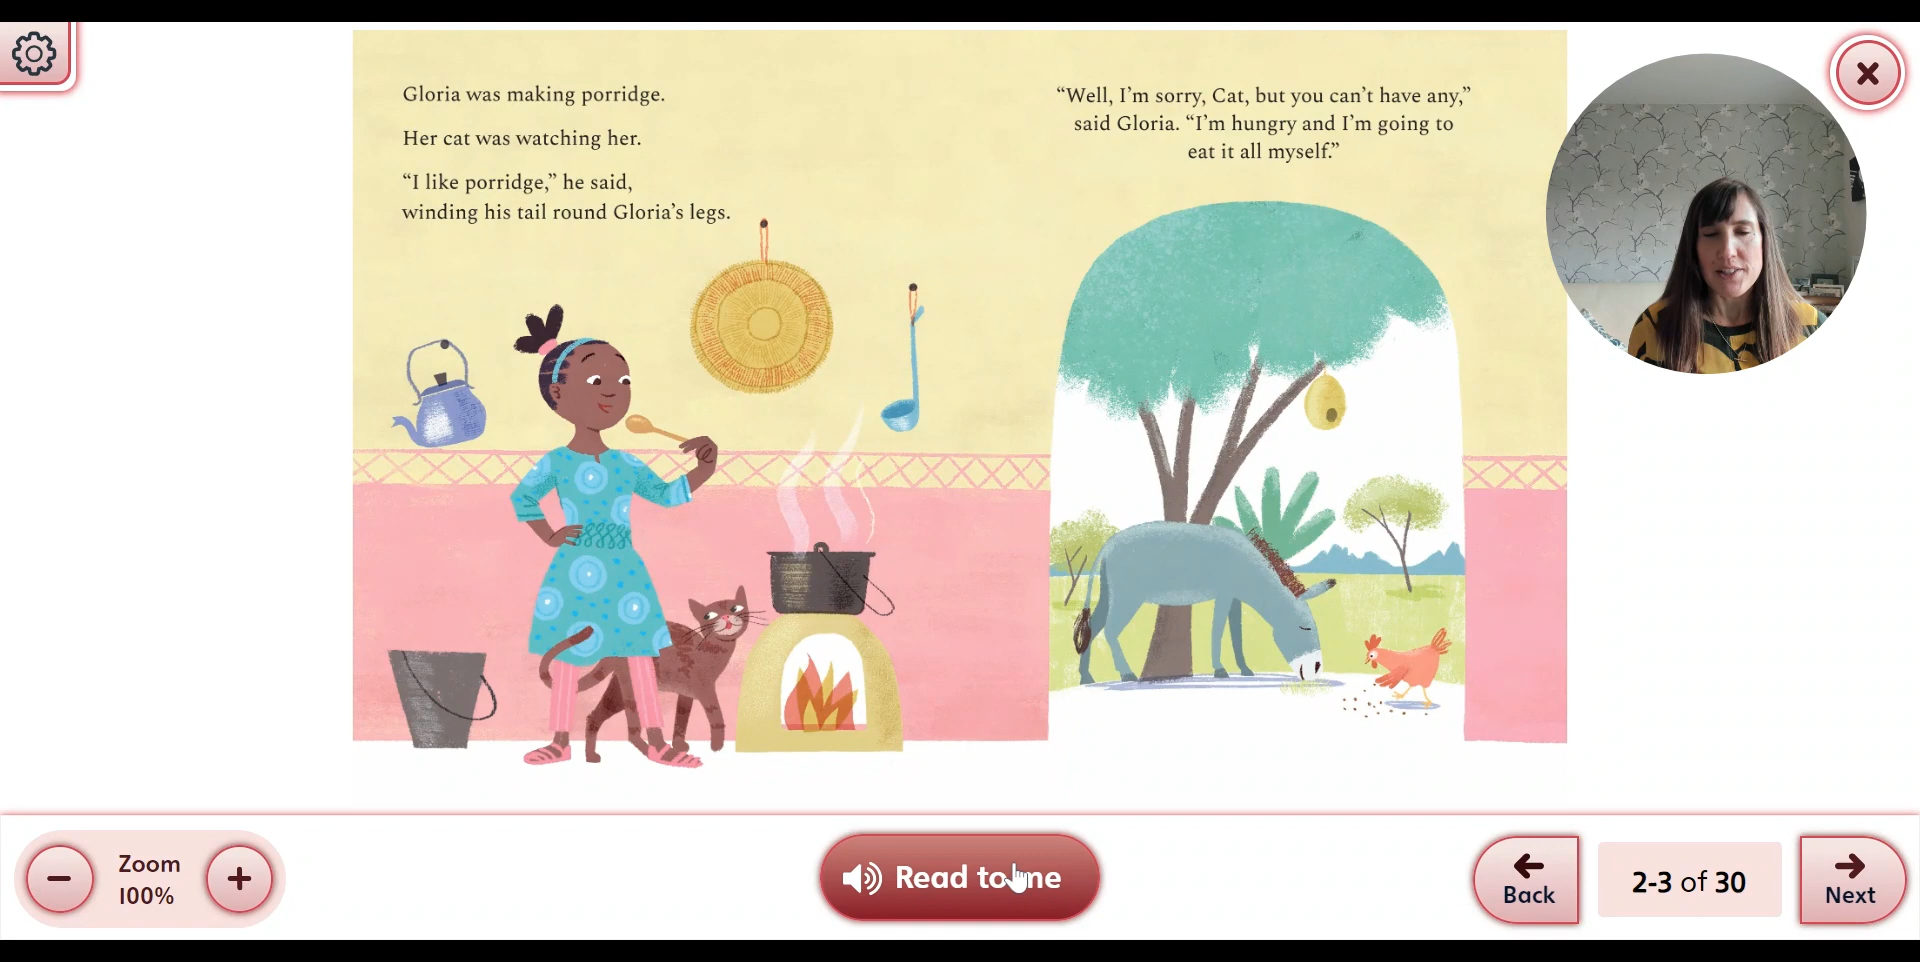 Gloria was making porridge.
Her cat was watching her.
“I like porridge,” he said,
winding his tail round Gloria’s legs.
“Well, I’m sorry, Cat, but you can’t have any,”
said Gloria. “I’m hungry and I’m going to
eat it all myself.”
Zoom
100%
Read to me
Back
2-3 of 30
Next